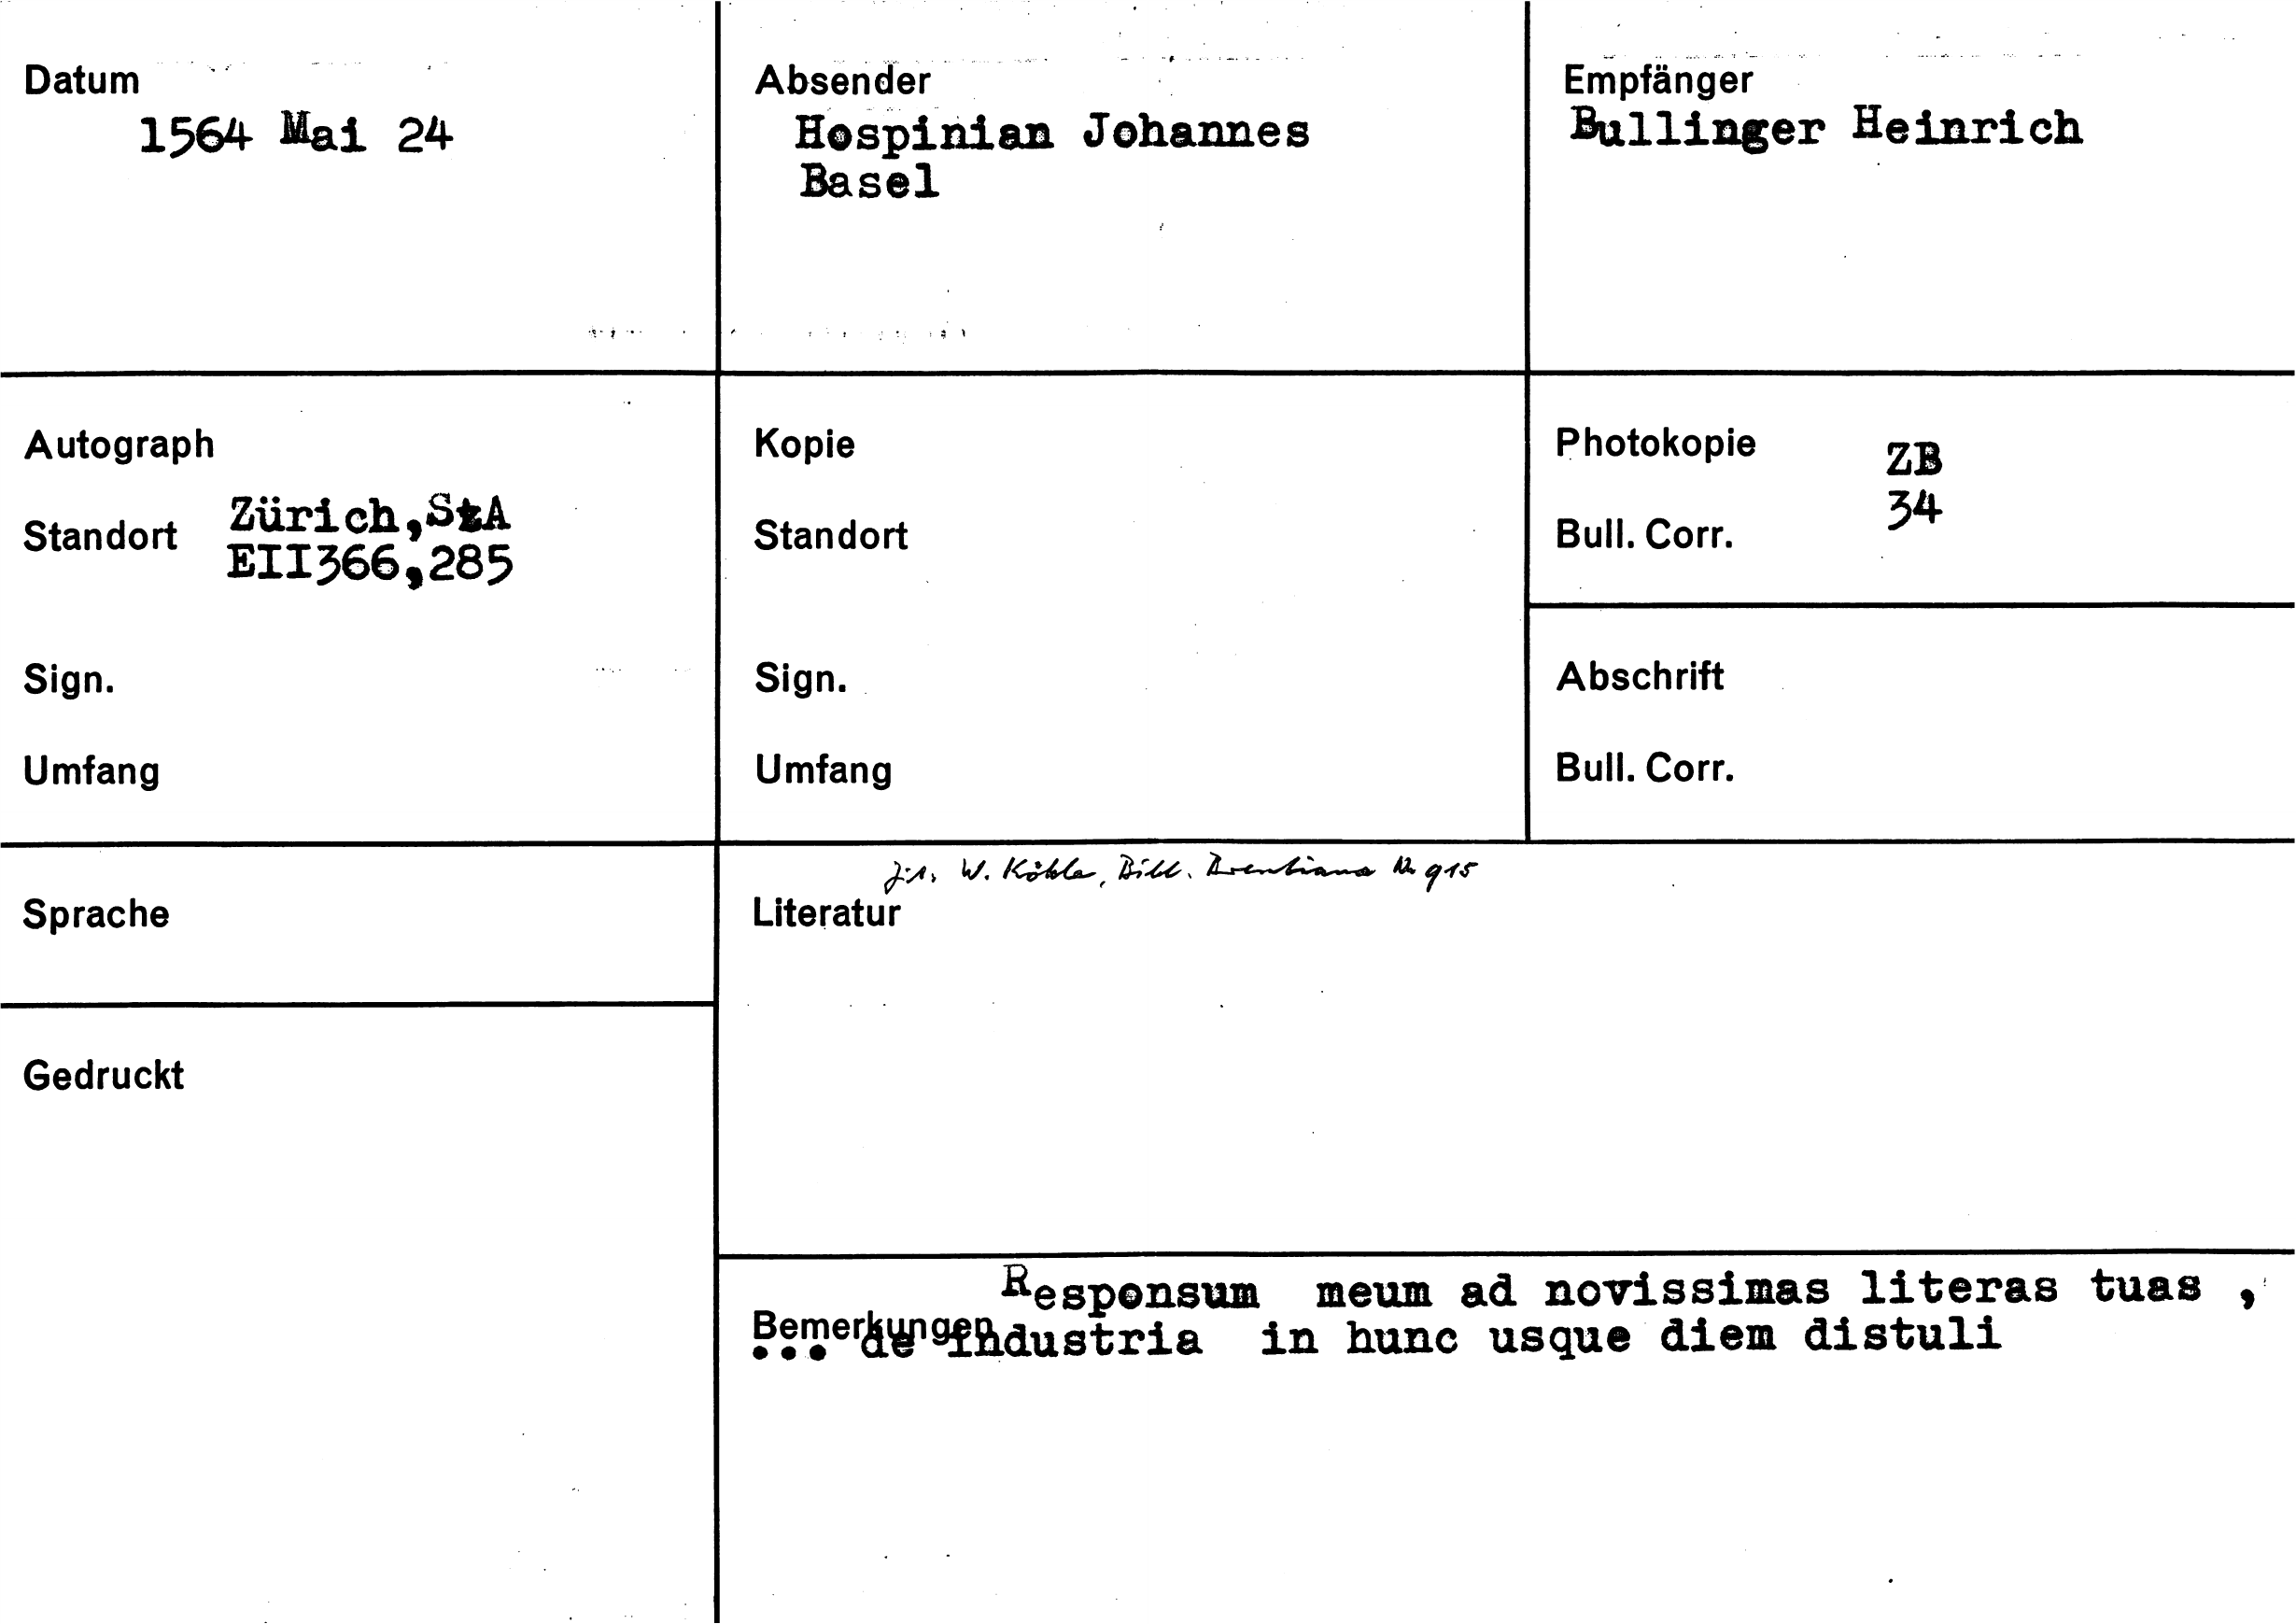 Datum
1564 Mai 24
Absender
Hospinian Johannes
Basel
Empfänger
Bullinger Heinrich
Autograph
Standort Zürich,StA
EII366,285
Sign.
Umfang
Kopie
Standort
Sign.
Umfang
Photokopie ZB
Bull. Corr. 34
Abschrift
Bull. Corr.
Sprache
Gedruckt
W. Köhler, Bibl. Brentiana Nr. 915
Literatur
Responsum meum ad novissimas literas tuas ,
Bemerkungen
... de industria in hunc usque diem distuli